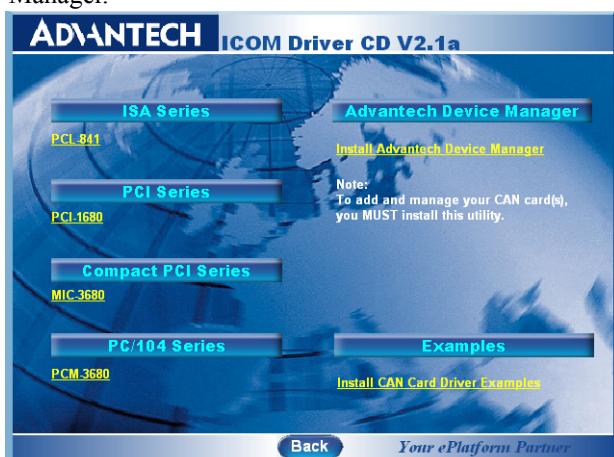 Manager.
ADVANTECH ICOM Driver CD V2.1a
ISA Series
PCL-841
PCI Series
PCI-1680
Compact PCI Series
MIC-3680
PC/104 Series
PCM-3680
Advantech Device Manager
Install Advantech Device Manager
Note:
To add and manage your CAN card(s),
you MUST install this utility.
Examples
Install CAN Card Driver Examples
Back
Your ePlatform Partner